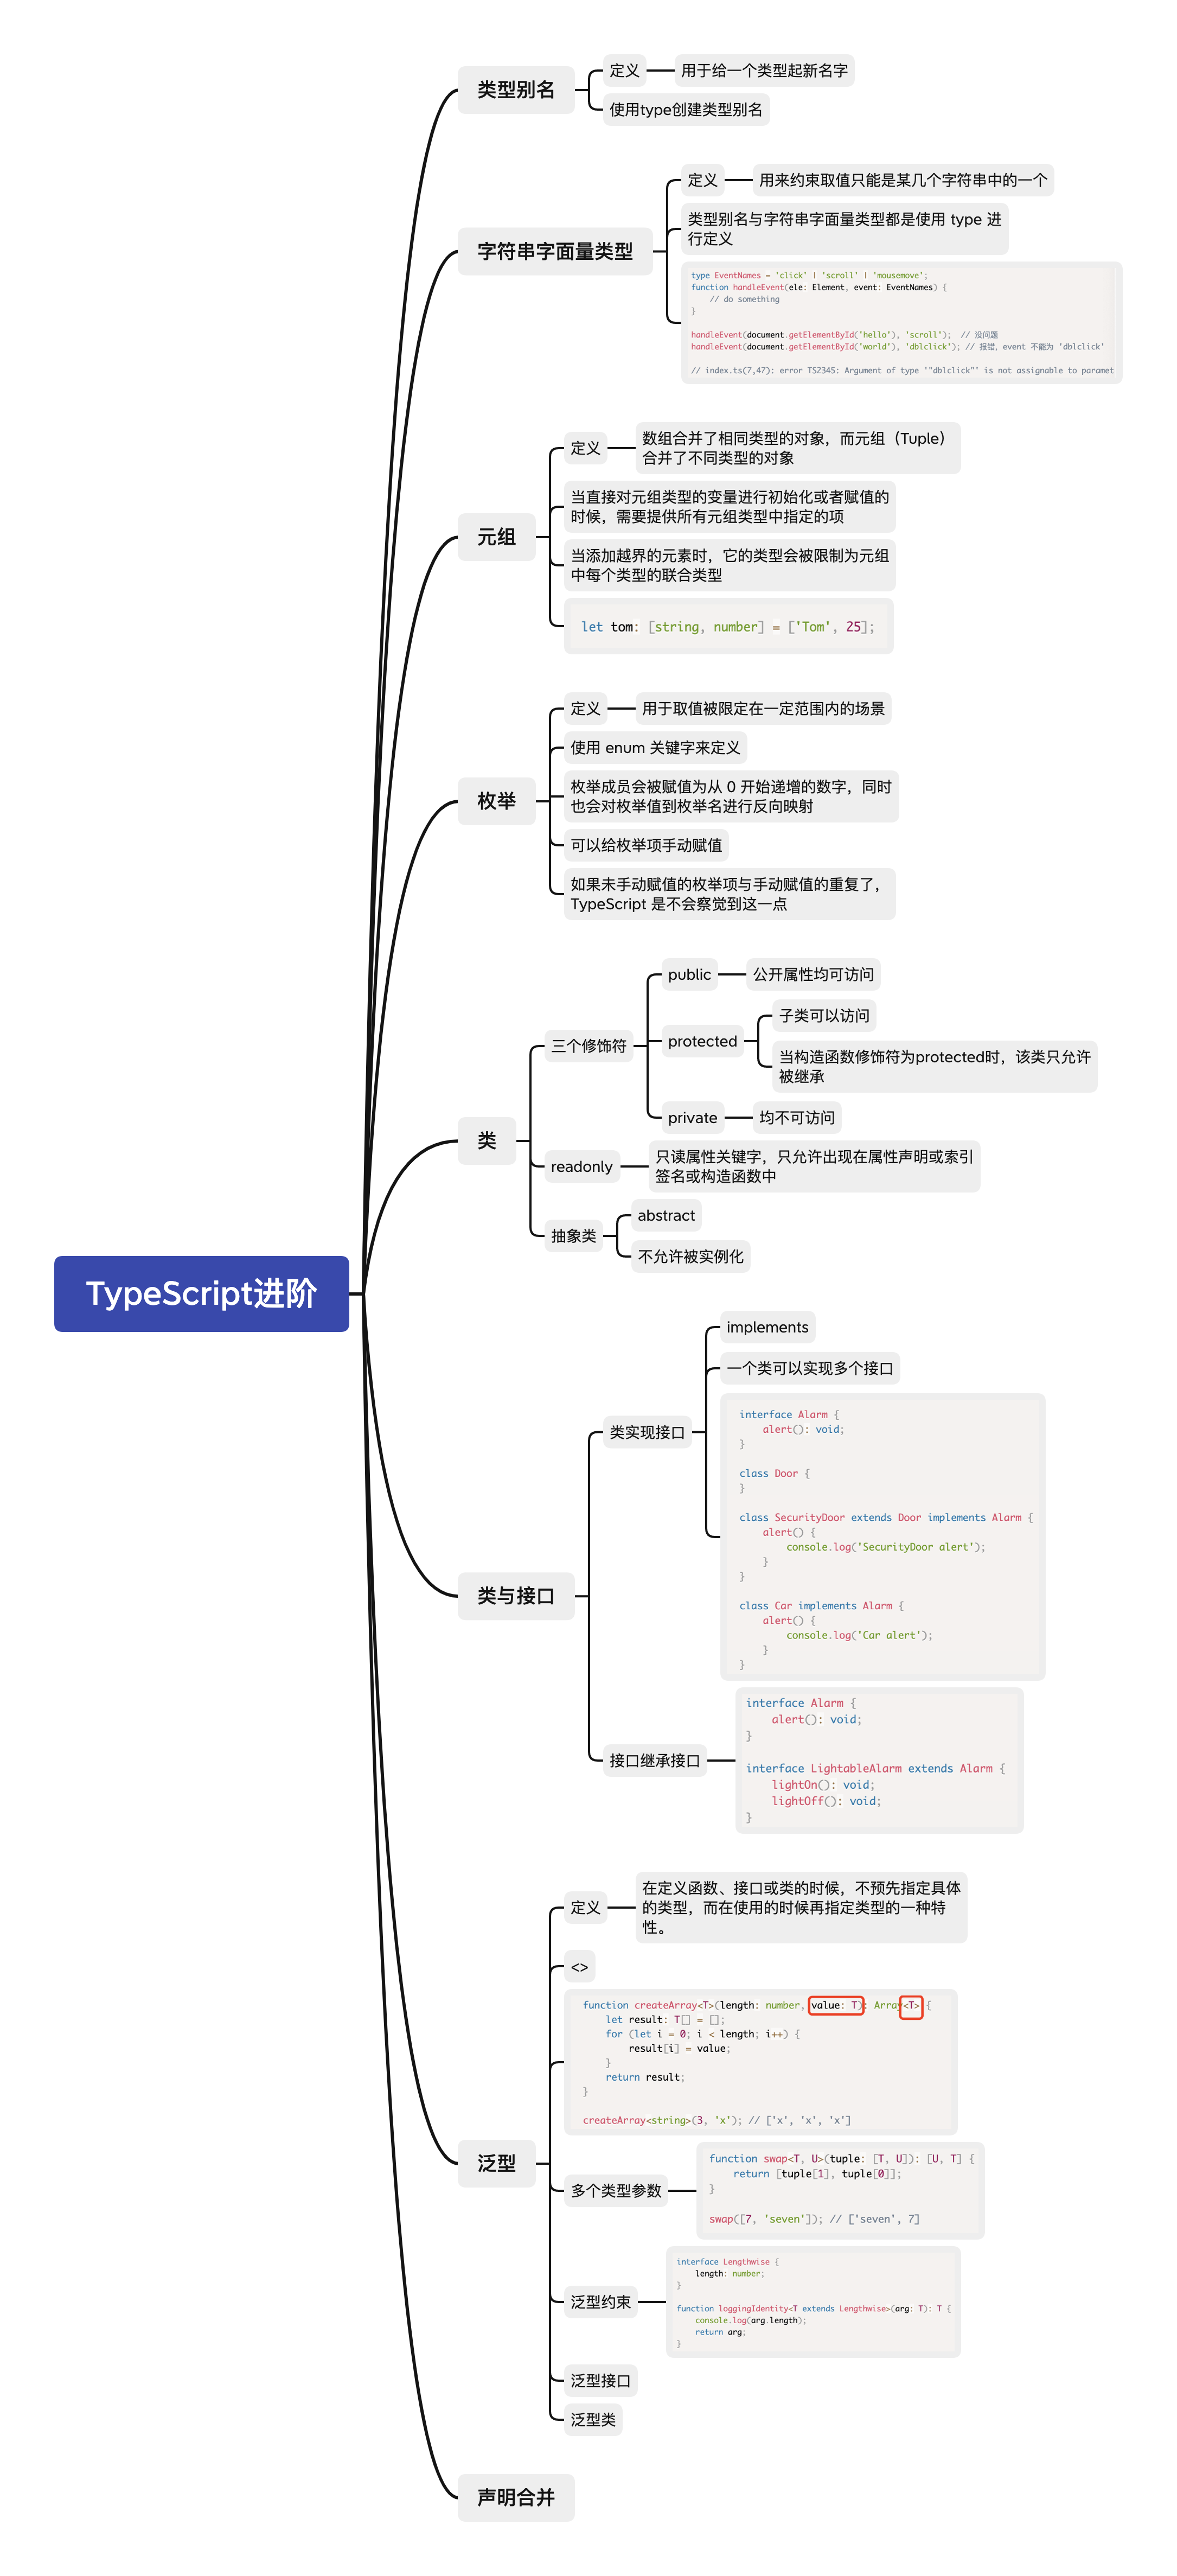 TypeScript进阶
类型别名
定义
用于给一个类型起新名字
使用type创建类型别名
字符串字面量类型
定义
用来约束取值只能是某几个字符串中的一个
类型别名与字符串字面量类型都是使用 type 进
行定义
type EventNames = 'click' | 'scroll' | 'mousemove';
function handleEvent(ele: Element, event: EventNames) {
    // do something
}
handleEvent(document.getElementById('hello'), 'scroll');  // 没问题
handleEvent(document.getElementById('world'), 'dblclick'); // 报错，event 不能为 'dblclick'
// index.ts(7,47): error TS2345: Argument of type '"dblclick"' is not assignable to paramet
元组
定义
数组合并了相同类型的对象，而元组（Tuple）
合并了不同类型的对象
当直接对元组类型的变量进行初始化或者赋值的
时候，需要提供所有元组类型中指定的项
当添加越界的元素时，它的类型会被限制为元组
中每个类型的联合类型
let tom: [string, number] = ['Tom', 25];
枚举
定义
用于取值被限定在一定范围内的场景
使用 enum 关键字来定义
枚举成员会被赋值为从 0 开始递增的数字，同时
也会对枚举值到枚举名进行反向映射
可以给枚举项手动赋值
如果未手动赋值的枚举项与手动赋值的重复了，
TypeScript 是不会察觉到这一点
类
三个修饰符
public
公开属性均可访问
protected
子类可以访问
当构造函数修饰符为protected时，该类只允许
被继承
private
均不可访问
readonly
只读属性关键字，只允许出现在属性声明或索引
签名或构造函数中
抽象类
abstract
不允许被实例化
类与接口
类实现接口
implements
一个类可以实现多个接口
interface Alarm {
    alert(): void;
}
class Door {
}
class SecurityDoor extends Door implements Alarm {
    alert() {
        console.log('SecurityDoor alert');
    }
}
class Car implements Alarm {
    alert() {
        console.log('Car alert');
    }
}
接口继承接口
interface Alarm {
    alert(): void;
}
interface LightableAlarm extends Alarm {
    lightOn(): void;
    lightOff(): void;
}
泛型
定义
在定义函数、接口或类的时候，不预先指定具体
的类型，而在使用的时候再指定类型的一种特
性。
<>
function createArray<T>(length: number, value: T): Array<T> {
    let result: T[] = [];
    for (let i = 0; i < length; i++) {
        result[i] = value;
    }
    return result;
}
createArray<string>(3, 'x'); // ['x', 'x', 'x']
多个类型参数
function swap<T, U>(tuple: [T, U]): [U, T] {
    return [tuple[1], tuple[0]];
}
swap([7, 'seven']); // ['seven', 7]
泛型约束
interface Lengthwise {
    length: number;
}
function loggingIdentity<T extends Lengthwise>(arg: T): T {
    console.log(arg.length);
    return arg;
}
泛型接口
泛型类
声明合并